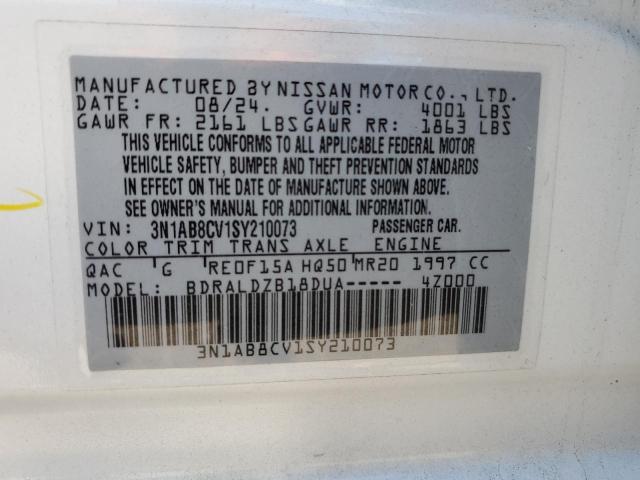 MANUFACTURED BY NISSAN MOTOR CO., LTD.
DATE: 08/24. GVWR: 4001 LBS
GAWR FR: 2161 LBS GAWR RR: 1863 LBS
THIS VEHICLE CONFORMS TO ALL APPLICABLE FEDERAL MOTOR
VEHICLE SAFETY, BUMPER AND THEFT PREVENTION STANDARDS
IN EFFECT ON THE DATE OF MANUFACTURE SHOWN ABOVE.
SEE OWNER'S MANUAL FOR ADDITIONAL INFORMATION.
VIN: 3N1AB8CV1SY210073 PASSENGER CAR.
COLOR TRIM TRANS AXLE ENGINE
QAC G RE0F15A HQ50 MR20 1997 CC
MODEL: BDRALDZB18DUA----- 4Z000
3N1AB8CV1SY210073